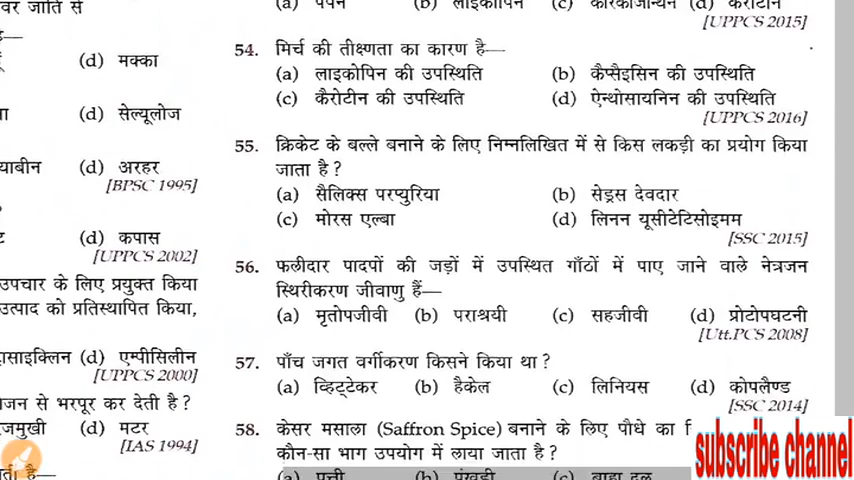 वर जाति से
(d) मक्का
(d) सेल्यूलोज
याबीन (d) अरहर
[BPSC 1995]
(d) कपास
[UPPCS 2002]
उपचार के लिए प्रयुक्त किया
उत्पाद को प्रतिस्थापित किया,
(d) एम्पीसिलीन
[UPPCS 2000]
जन से भरपूर कर देती है ?
(d) मटर
[IAS 1994]
(a) पपेन (b) लाइकोपिन (c) (d) कैरोटीन
[UPPCS 2015]
54. मिर्च की तीक्ष्णता का कारण है—
(a) लाइकोपिन की उपस्थिति (b) कैप्सैइसिन की उपस्थिति
(c) कैरोटीन की उपस्थिति (d) ऐन्थोसायनिन की उपस्थिति
[UPPCS 2016]
55. क्रिकेट के बल्ले बनाने के लिए निम्नलिखित में से किस लकड़ी का प्रयोग किया
जाता है ?
(a) सैलिक्स परप्युरिया (b) सेड्रस देवदार
(c) मोरस एल्बा (d) लिनन यूसीटेटिसोइमम
[SSC 2015]
56. फलीदार पादपों की जड़ों में उपस्थित गाँठों में पाए जाने वाले नेत्रजन
स्थिरीकरण जीवाणु हैं—
(a) मृतोपजीवी (b) पराश्रयी (c) सहजीवी (d) प्रोटोपघटनी
[Utt.PCS 2008]
57. पाँच जगत वर्गीकरण किसने किया था ?
(a) व्हिट्टेकर (b) हैकेल (c) लिनियस (d) कोपलैण्ड
[SSC 2014]
58. केसर मसाला (Saffron Spice) बनाने के लिए पौधे का
कौन-सा भाग उपयोग में लाया जाता है ?
(a) पत्ती (b) पंखुड़ी (c) बाह्य दल
subscribe channel